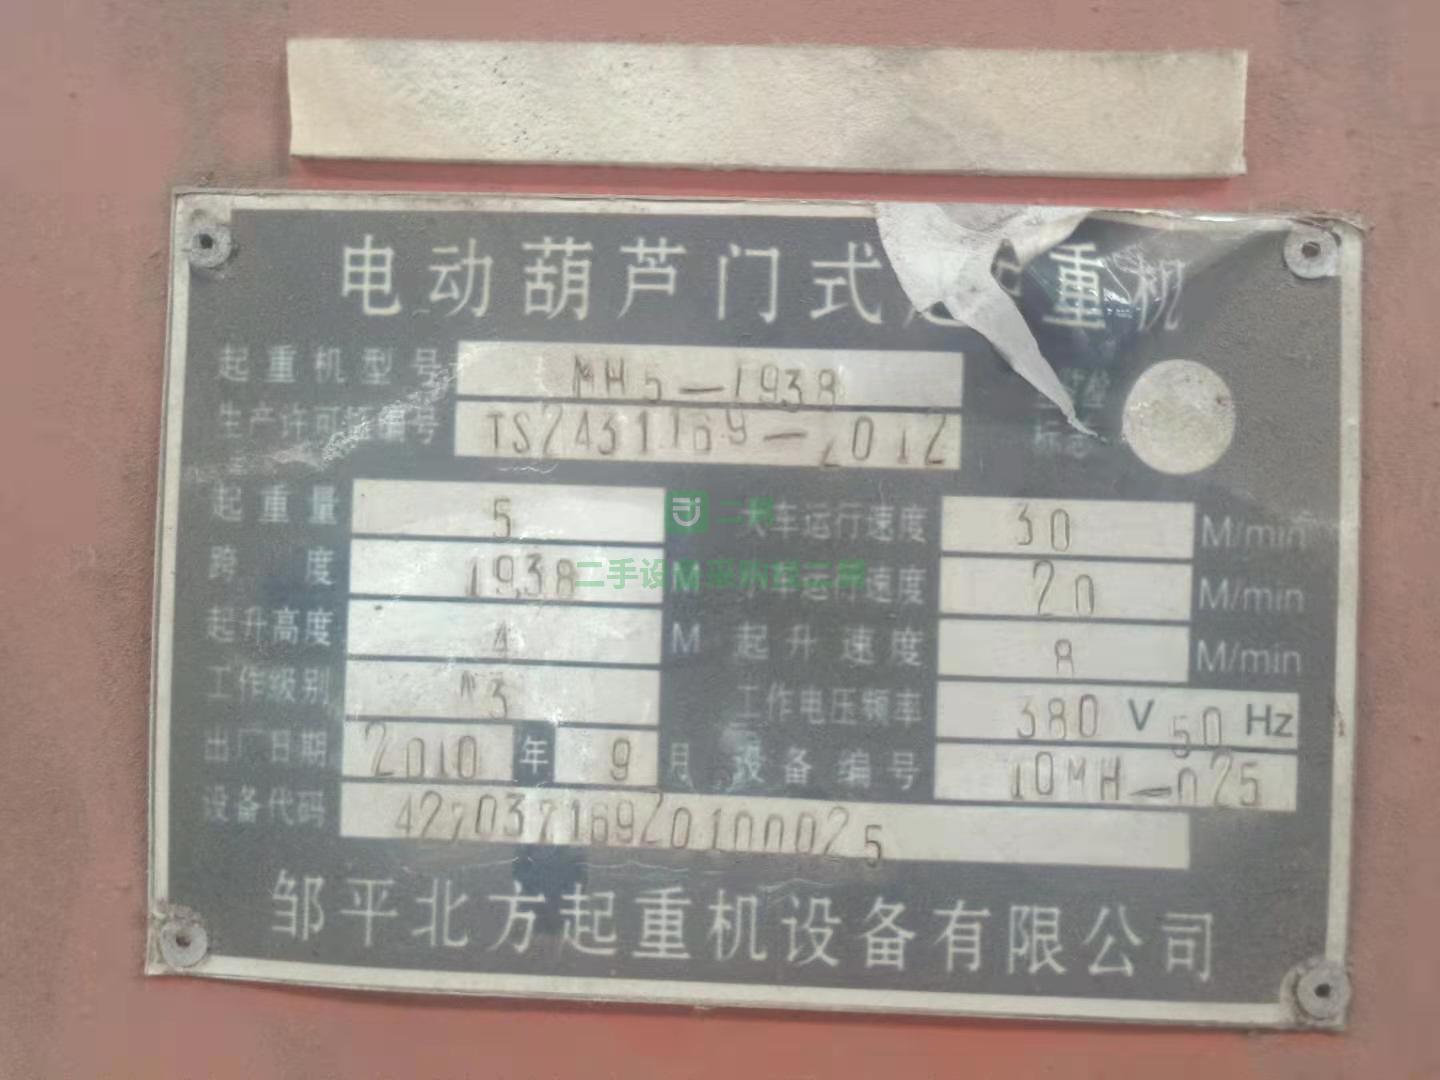 电动葫芦门式起重机
起重机型号 MH5-1938
生产许可证编号 TS2431169-2012
标志
起重量 5
大车运行速度 30 M/min
跨度 1938 M
小车运行速度 20 M/min
起升高度 4 M
起升速度 8 M/min
工作级别 3
工作电压频率 380 V 50 Hz
出厂日期 2010 年 9 月
设备编号 10MH-025
设备代码 42703716920100025
邹平北方起重机设备有限公司